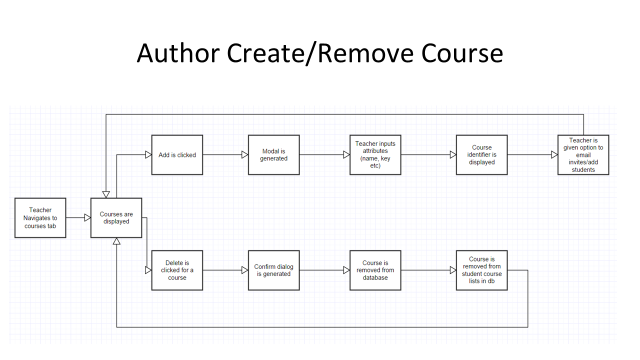 Author Create/Remove Course
Add is clicked
Modal is
generated
Teacher inputs
attributes
(name, key
etc)
Course
identifier is
displayed
Teacher is
given option to
email
invites/add
students
Teacher
Navigates to
courses tab
Courses are
displayed
Delete is
clicked for a
course
Confirm dialog
is generated
Course is
removed from
database
Course is
removed from
student course
lists in db